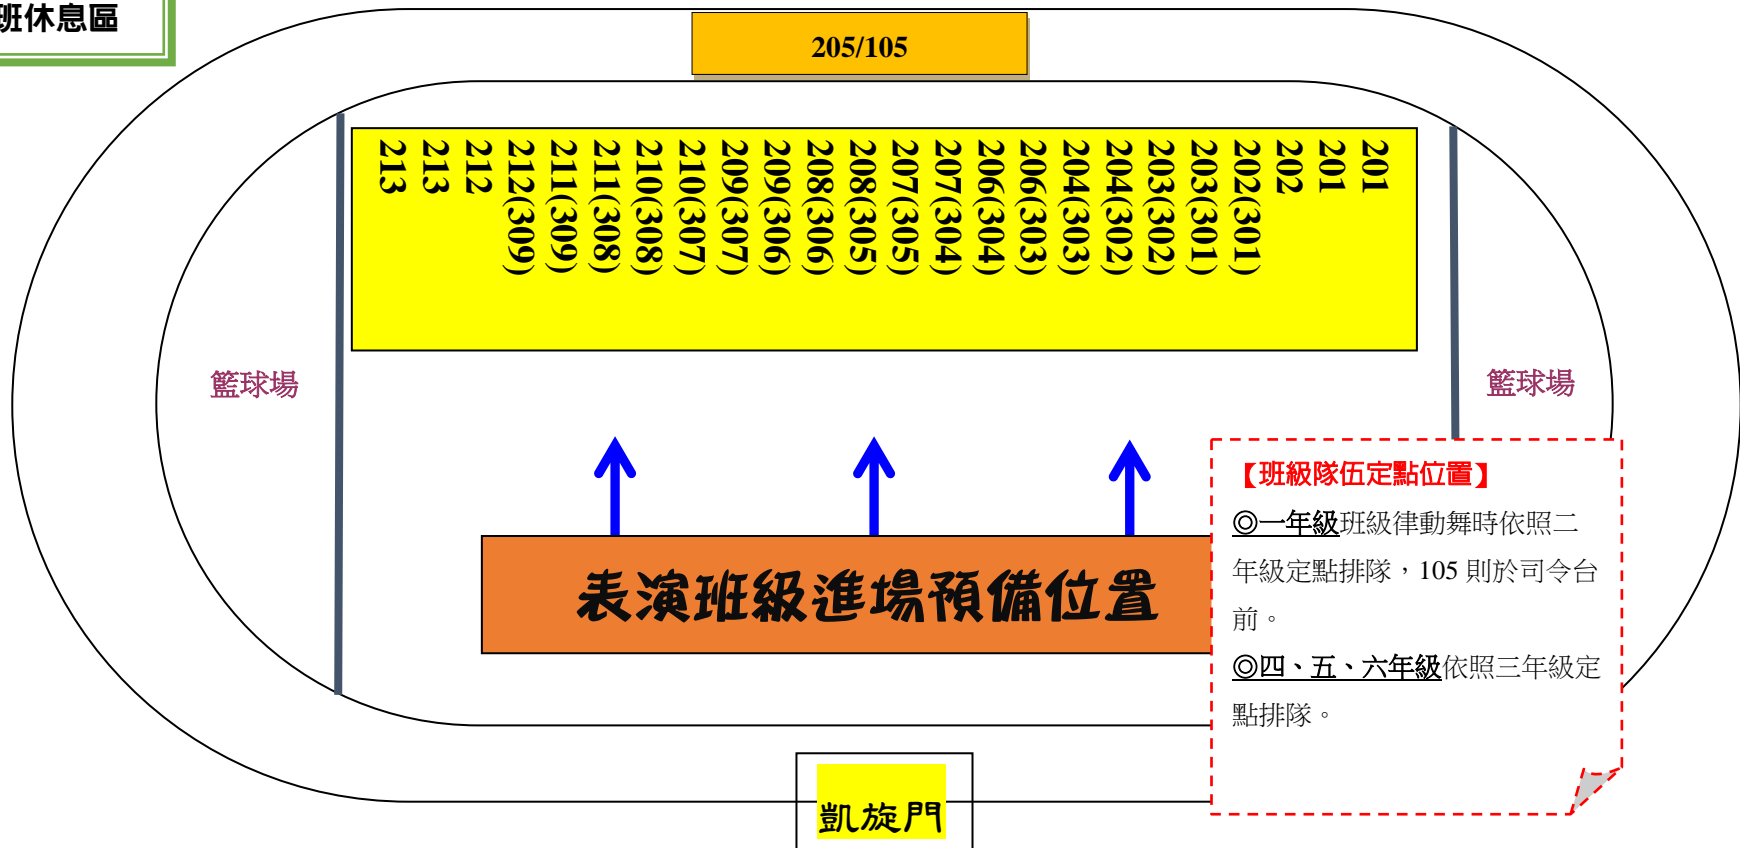 班休息區
205/105
213
213
212
212(309)
211(309)
211(308)
210(308)
210(307)
209(307)
209(306)
208(306)
208(305)
207(305)
207(304)
206(304)
206(303)
204(303)
204(302)
203(302)
203(301)
202(301)
202
201
201
籃球場
籃球場
表演班級進場預備位置
【班級隊伍定點位置】
◎一年級班級律動舞時依照二
年級定點排隊，105 則於司令台
前。
◎四、五、六年級依照三年級定
點排隊。
凱旋門